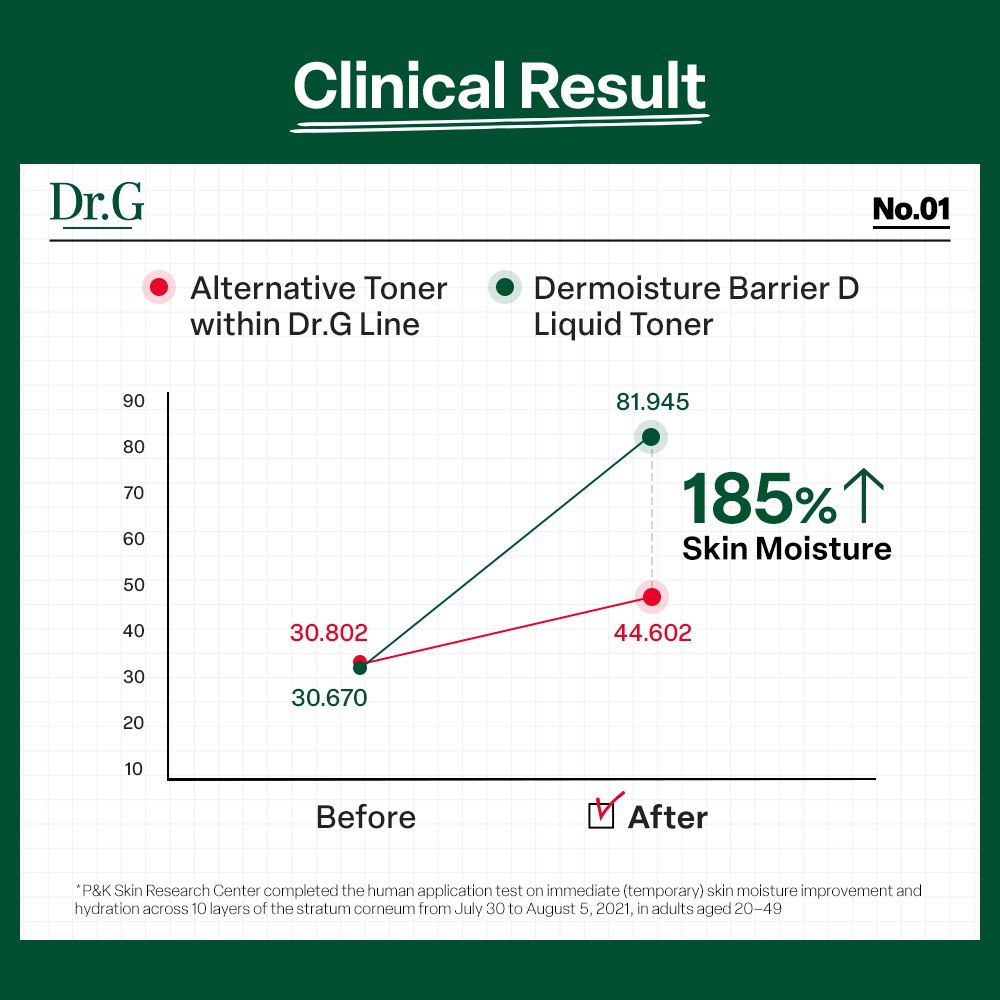 Clinical Result
Dr.G
No.01
Alternative Toner
within Dr.G Line
Dermoisture Barrier D
Liquid Toner
90
80
70
60
50
40
30
20
10
81.945
185%↑
Skin Moisture
30.802
44.602
30.670
Before
After
*P&K Skin Research Center completed the human application test on immediate (temporary) skin moisture improvement and
hydration across 10 layers of the stratum corneum from July 30 to August 5, 2021, in adults aged 20–49